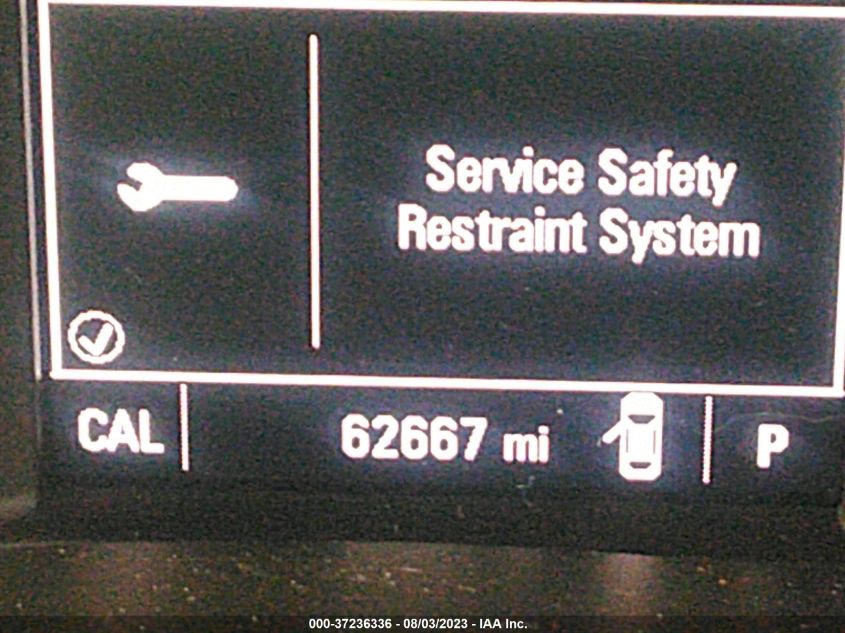 Service Safety
Restraint System
CAL
62667 mi
P
000-37236336 - 08/03/2023 - IAA Inc.